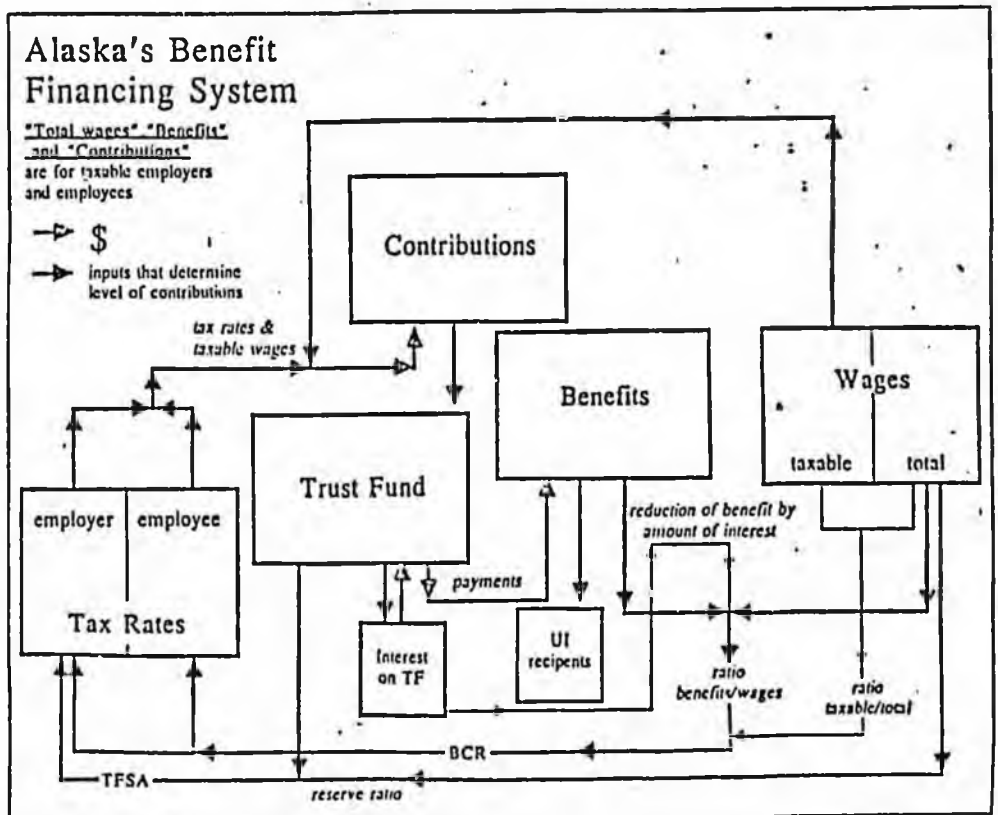 Alaska's Benefit
Financing System
"Total wages" "Benefits"
and "Contributions"
are for taxable employers
and employees
$
inputs that determine
level of contributions
Contributions
tax rates &
taxable wages
Benefits
Wages
taxable total
Trust Fund
employer employee
Tax Rates
reduction of benefit by
amount of interest
payments
Interest
on TF
UI
recipents
ratio
benefits/wages
ratio
taxable/total
BCR
TFSA
reserve ratio